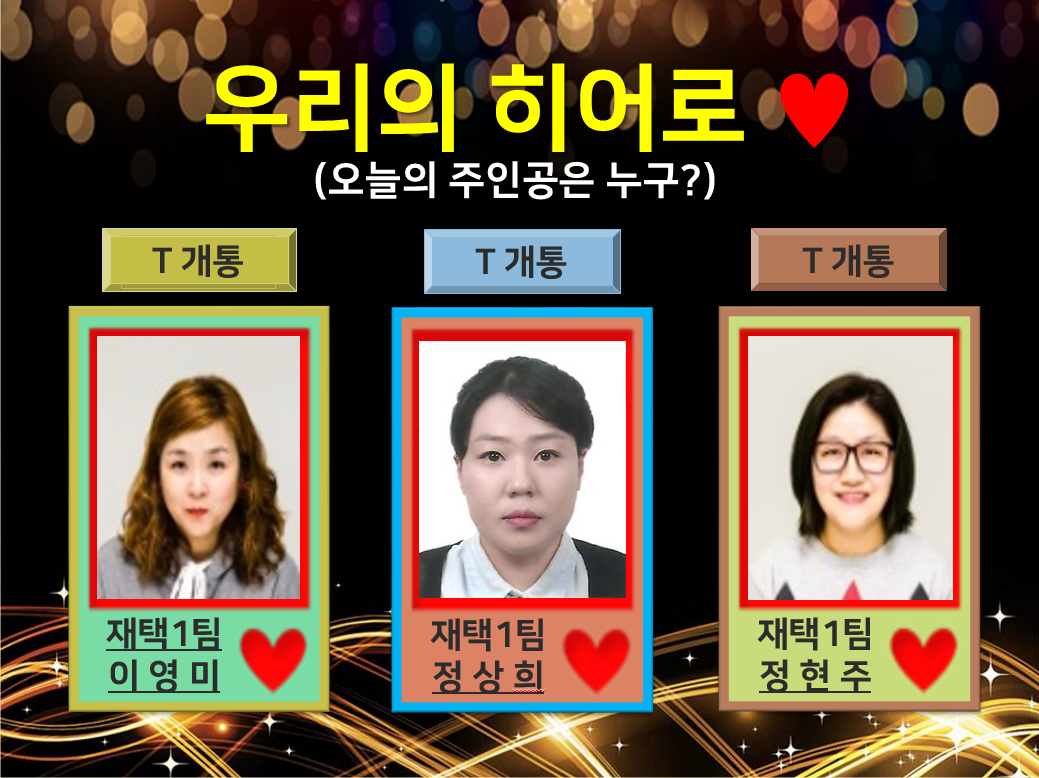 우리의 히어로 ♥
(오늘의 주인공은 누구?)
T 개통
T 개통
T 개통
재택1팀
이 영 미
재택1팀
정 상 희
재택1팀
정 현 주